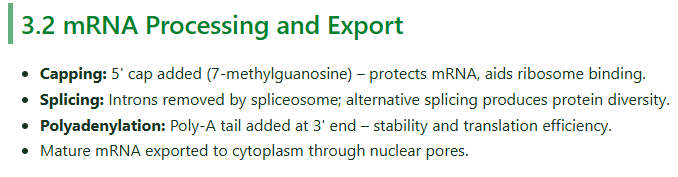 3.2 mRNA Processing and Export
• Capping: 5' cap added (7-methylguanosine) – protects mRNA, aids ribosome binding.
• Splicing: Introns removed by spliceosome; alternative splicing produces protein diversity.
• Polyadenylation: Poly-A tail added at 3' end – stability and translation efficiency.
• Mature mRNA exported to cytoplasm through nuclear pores.